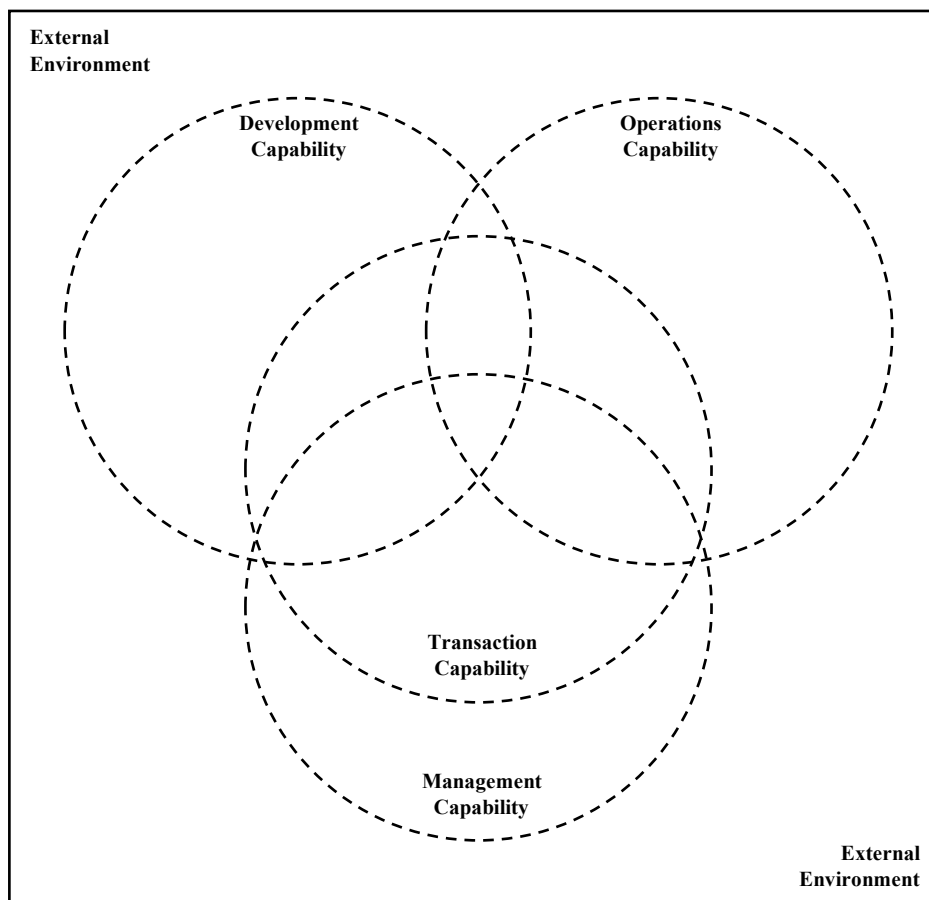 External
Environment
Development
Capability
Operations
Capability
Transaction
Capability
Management
Capability
External
Environment